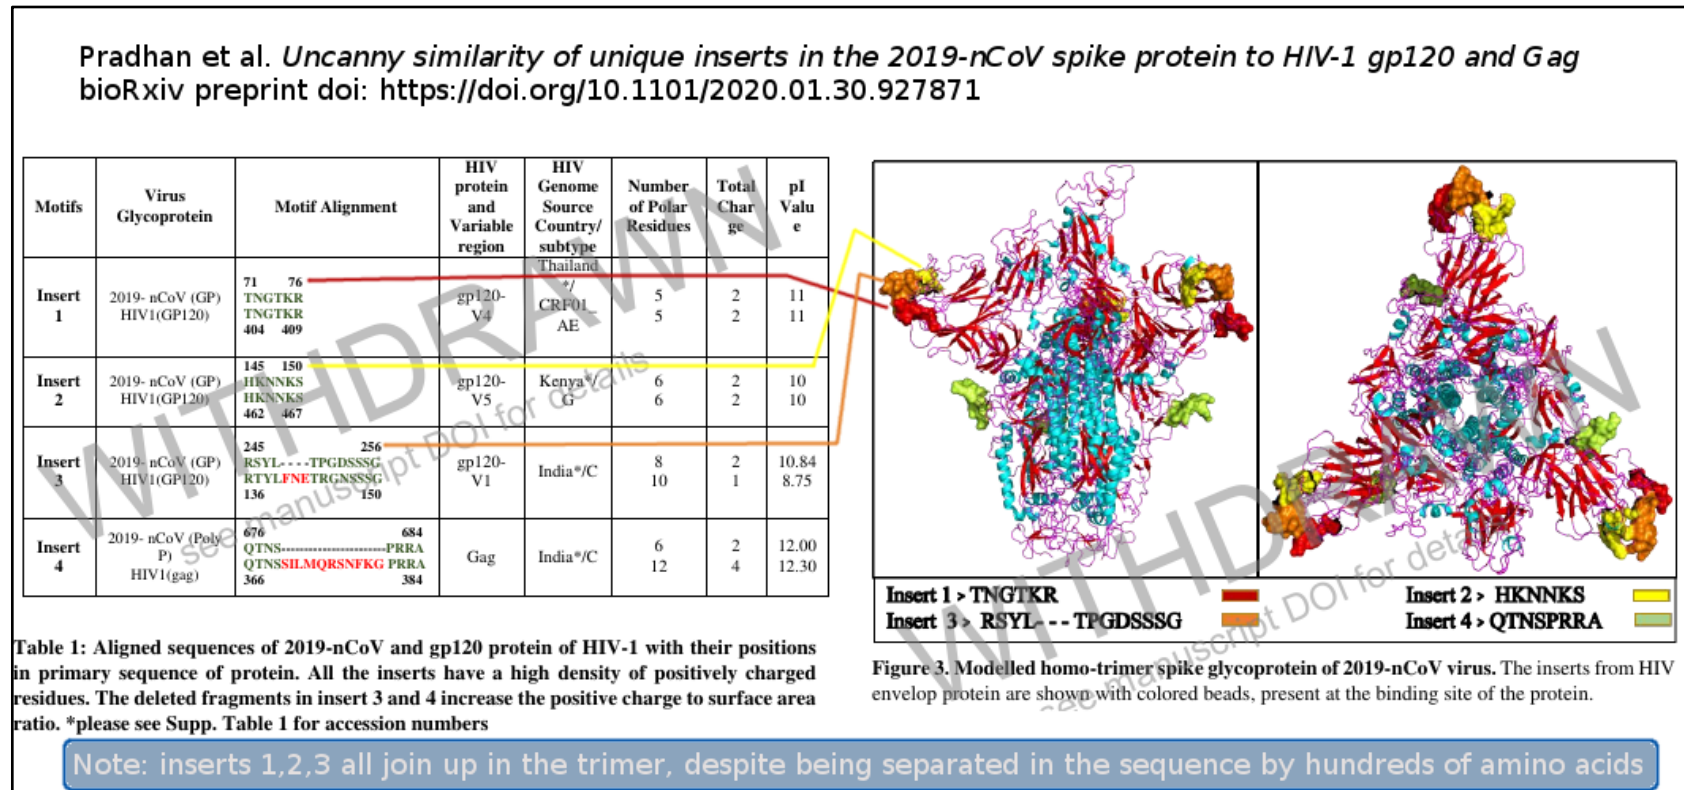 Pradhan et al. Uncanny similarity of unique inserts in the 2019-nCoV spike protein to HIV-1 gp120 and Gag
bioRxiv preprint doi: https://doi.org/10.1101/2020.01.30.927871
Motifs
Virus
Glycoprotein
Motif Alignment
HIV
protein
and
Variable
region
HIV
Genome
Source
Country/
subtype
Number
of Polar
Residues
Total
Char
ge
pI
Valu
e
Insert
1
2019- nCoV (GP)
HIV1(GP120)
71 76
TNGTKR
TNGTKR
404 409
gp120-
V4
Thailand
*/
CRF01_
AE
5
5
2
2
11
11
Insert
2
2019- nCoV (GP)
HIV1(GP120)
145 150
HKNNKS
HKNNKS
462 467
gp120-
V5
Kenya*/
G
6
6
2
2
10
10
Insert
3
2019- nCoV (GP)
HIV1(GP120)
245 256
RSYL----TPGDSSSG
RTYLFNETRGNSSSG
136 150
gp120-
V1
India*/C
8
10
2
1
10.84
8.75
Insert
4
2019- nCoV (Poly
P)
HIV1(gag)
676 684
QTNS-----------------------PRRA
QTNSSILMQRSNFKG PRRA
366 384
Gag
India*/C
6
12
2
4
12.00
12.30
WITHDRAWN
see manuscript DOI for details
Table 1: Aligned sequences of 2019-nCoV and gp120 protein of HIV-1 with their positions
in primary sequence of protein. All the inserts have a high density of positively charged
residues. The deleted fragments in insert 3 and 4 increase the positive charge to surface area
ratio. *please see Supp. Table 1 for accession numbers
Insert 1 > TNGTKR
Insert 2 > HKNNKS
Insert 3 > RSYL---TPGDSSSG
Insert 4 > QTNSPRRA
WITHDRAWN
see manuscript DOI for details
Figure 3. Modelled homo-trimer spike glycoprotein of 2019-nCoV virus. The inserts from HIV
envelop protein are shown with colored beads, present at the binding site of the protein.
Note: inserts 1,2,3 all join up in the trimer, despite being separated in the sequence by hundreds of amino acids